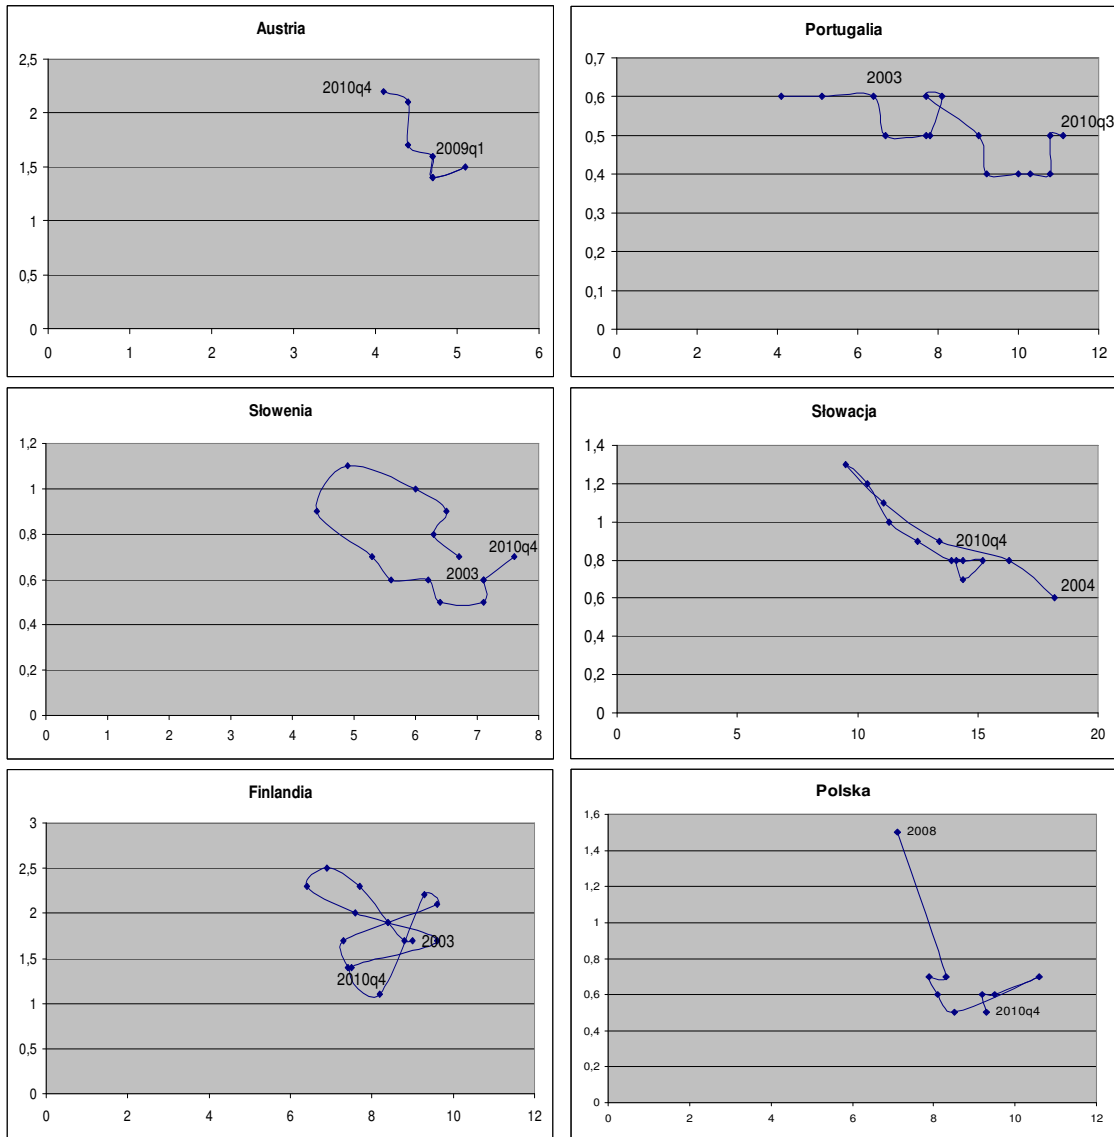 Austria
2,5
2
1,5
1
0,5
0
2010q4
2009q1
0 1 2 3 4 5 6
Portugalia
0,7
0,6
0,5
0,4
0,3
0,2
0,1
0
2003
2010q3
0 2 4 6 8 10 12
Słowenia
1,2
1
0,8
0,6
0,4
0,2
0
2010q4
2003
0 1 2 3 4 5 6 7 8
Słowacja
1,4
1,2
1
0,8
0,6
0,4
0,2
0
2010q4
2004
0 5 10 15 20
Finlandia
3
2,5
2
1,5
1
0,5
0
2003
2010q4
0 2 4 6 8 10 12
Polska
1,6
1,4
1,2
1
0,8
0,6
0,4
0,2
0
2008
2010q4
0 2 4 6 8 10 12